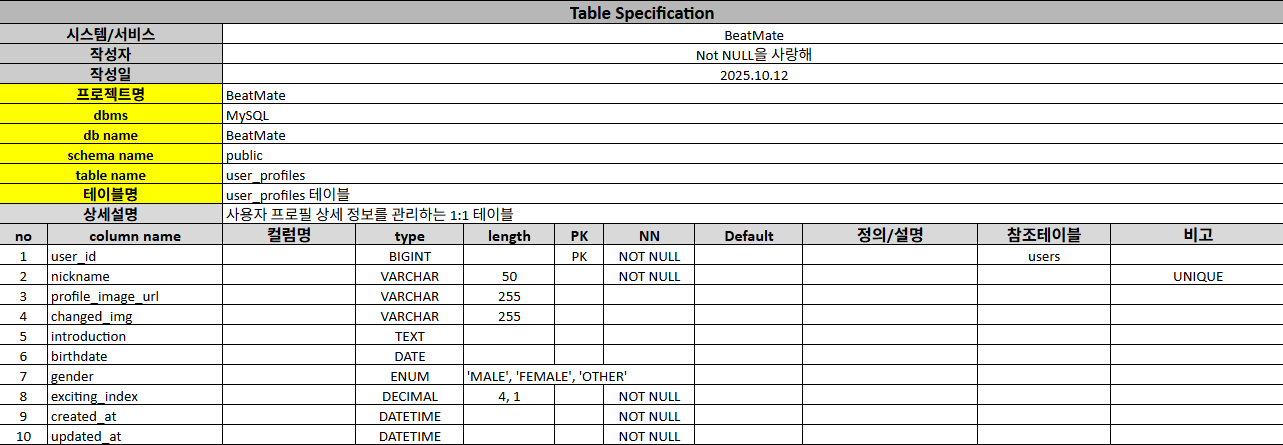 Table Specification
시스템/서비스 BeatMate
작성자 Not NULL을 사랑해
작성일 2025.10.12
프로젝트명 BeatMate
dbms MySQL
db name BeatMate
schema name public
table name user_profiles
테이블명 user_profiles 테이블
상세설명 사용자 프로필 상세 정보를 관리하는 1:1 테이블
no column name 컬럼명 type length PK NN Default 정의/설명 참조테이블 비고
1 user_id BIGINT PK NOT NULL users
2 nickname VARCHAR 50 NOT NULL UNIQUE
3 profile_image_url VARCHAR 255
4 changed_img VARCHAR 255
5 introduction TEXT
6 birthdate DATE
7 gender ENUM 'MALE', 'FEMALE', 'OTHER'
8 exciting_index DECIMAL 4, 1 NOT NULL
9 created_at DATETIME NOT NULL
10 updated_at DATETIME NOT NULL